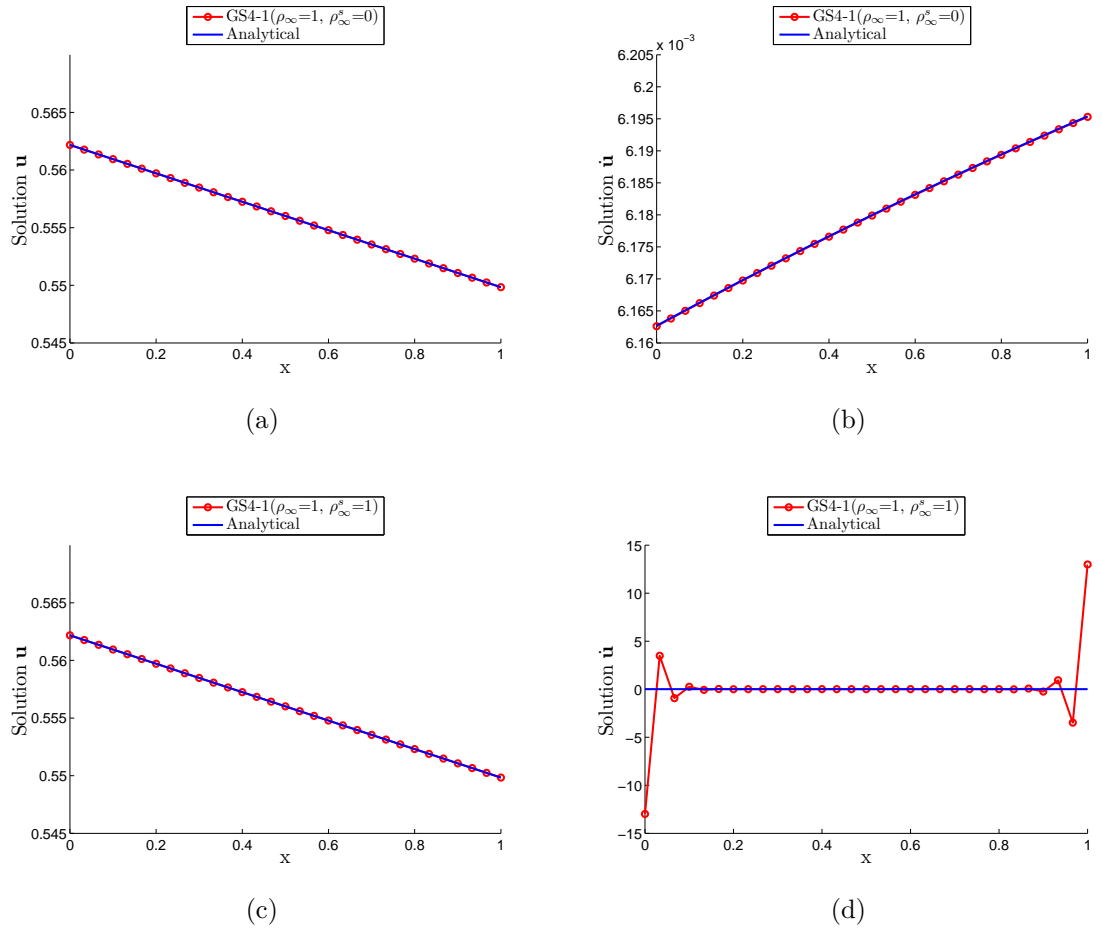 GS4-1(ρ∞=1, ρ∞ˢ=0)
Analytical
0.565
0.56
0.555
0.55
0.545
0 0.2 0.4 0.6 0.8 1
x
Solution u
(a)
GS4-1(ρ∞=1, ρ∞ˢ=0)
Analytical
x 10⁻³
6.205
6.2
6.195
6.19
6.185
6.18
6.175
6.17
6.165
6.16
0 0.2 0.4 0.6 0.8 1
x
Solution u̇
(b)
GS4-1(ρ∞=1, ρ∞ˢ=1)
Analytical
0.565
0.56
0.555
0.55
0.545
0 0.2 0.4 0.6 0.8 1
x
Solution u
(c)
GS4-1(ρ∞=1, ρ∞ˢ=1)
Analytical
15
10
5
0
−5
−10
−15
0 0.2 0.4 0.6 0.8 1
x
Solution u̇
(d)